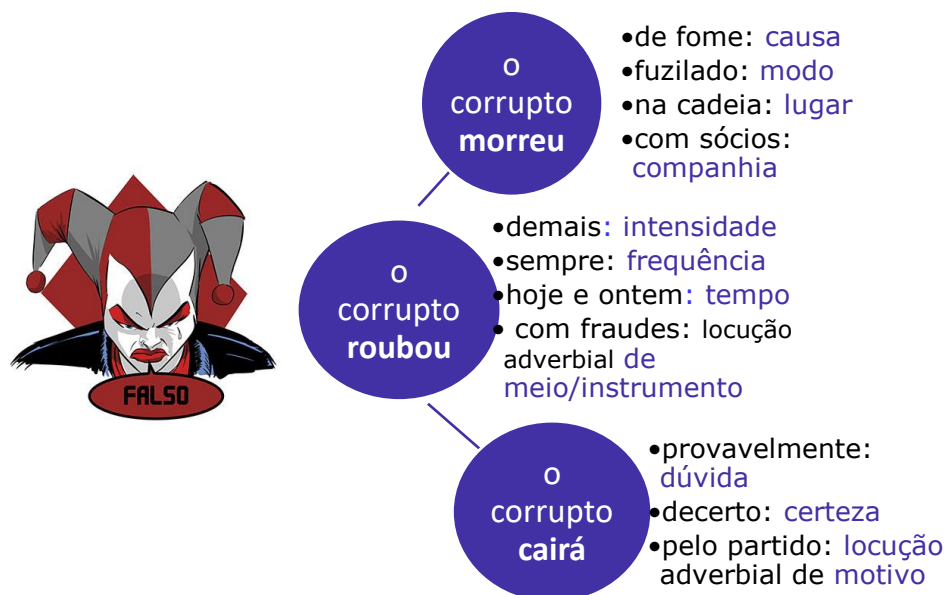 o
corrupto
morreu
•de fome: causa
•fuzilado: modo
•na cadeia: lugar
•com sócios:
companhia
FALSO
o
corrupto
roubou
•demais: intensidade
•sempre: frequência
•hoje e ontem: tempo
• com fraudes: locução
adverbial de
meio/instrumento
o
corrupto
cairá
•provavelmente:
dúvida
•decerto: certeza
•pelo partido: locução
adverbial de motivo